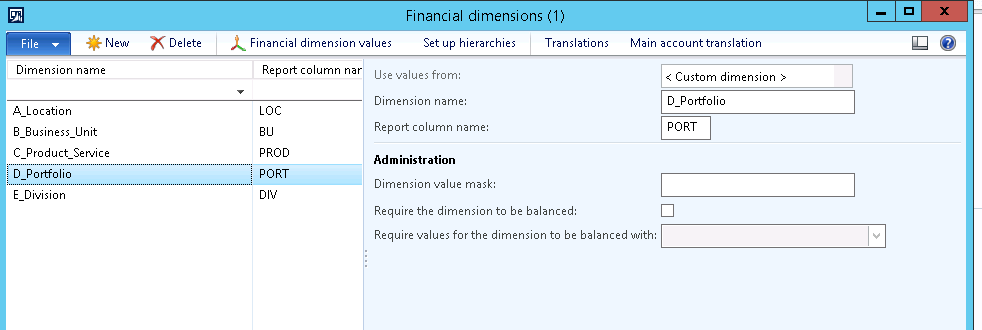 Financial dimensions (1)
File New Delete Financial dimension values Set up hierarchies Translations Main account translation
Dimension name Report column nar
A_Location LOC
B_Business_Unit BU
C_Product_Service PROD
D_Portfolio PORT
E_Division DIV
Use values from: < Custom dimension >
Dimension name: D_Portfolio
Report column name: PORT
Administration
Dimension value mask:
Require the dimension to be balanced:
Require values for the dimension to be balanced with: